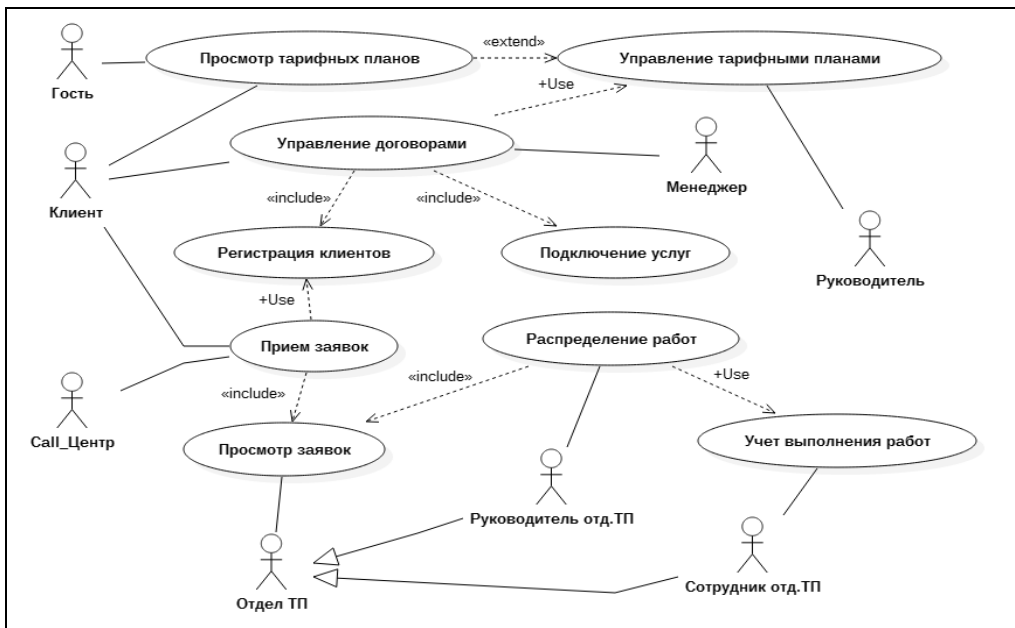 «extend»
Просмотр тарифных планов
Управление тарифными планами
Гость
+Use
Управление договорами
Менеджер
Клиент
«include»
«include»
Регистрация клиентов
Подключение услуг
Руководитель
+Use
Распределение работ
Прием заявок
«include»
+Use
«include»
Call_Центр
Просмотр заявок
Учет выполнения работ
Руководитель отд.ТП
Сотрудник отд.ТП
Отдел ТП